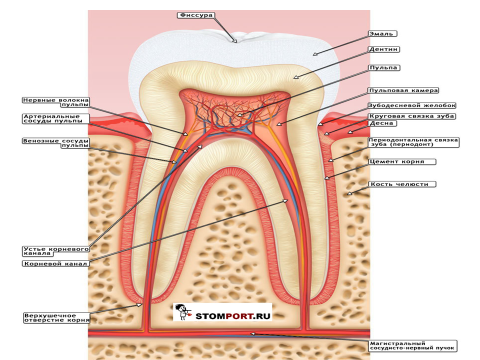 Фиссура
Эмаль
Дентин
Пульпа
Пульповая камера
Зубодесневой желобок
Круговая связка зуба
Десна
Периодонтальная связка
зуба (периодонт)
Цемент корня
Кость челюсти
Магистральный
сосудисто-нервный пучок
Нервные волокна
пульпы
Артериальные
сосуды пульпы
Венозные сосуды
пульпы
Устье корневого
канала
Корневой канал
Верхушечное
отверстие корня
STOMPORT.RU